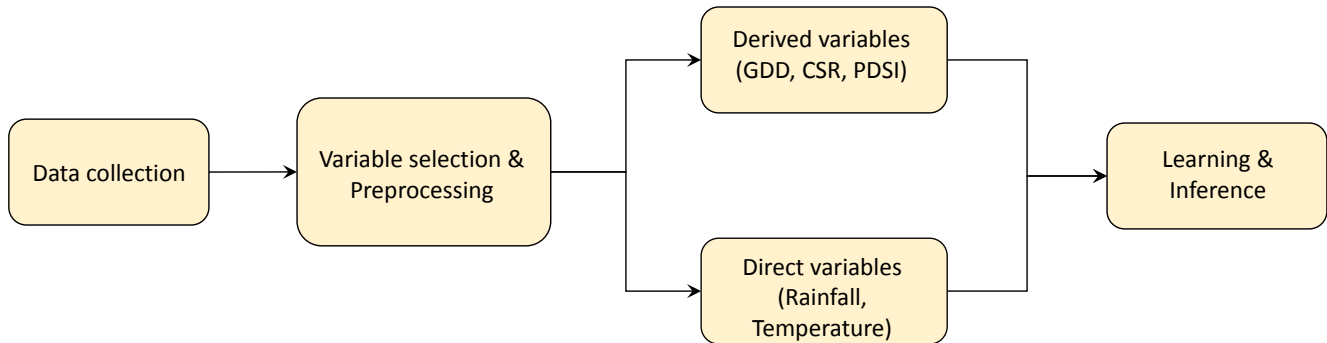 Data collection
Variable selection &
Preprocessing
Derived variables
(GDD, CSR, PDSI)
Direct variables
(Rainfall,
Temperature)
Learning &
Inference